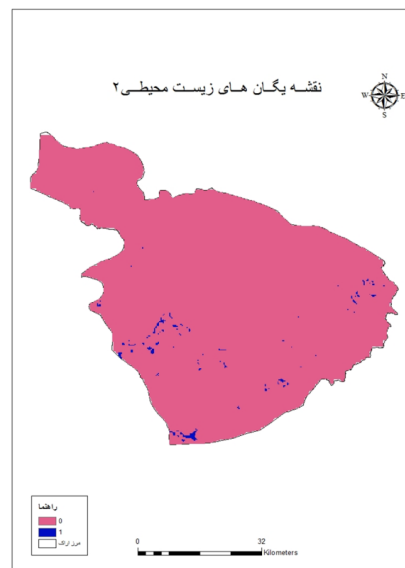 نقشه یگان های زیست محیطی۲
N
W E
S
راهنما
0
1
مرز اراک
0 32
Kilometers